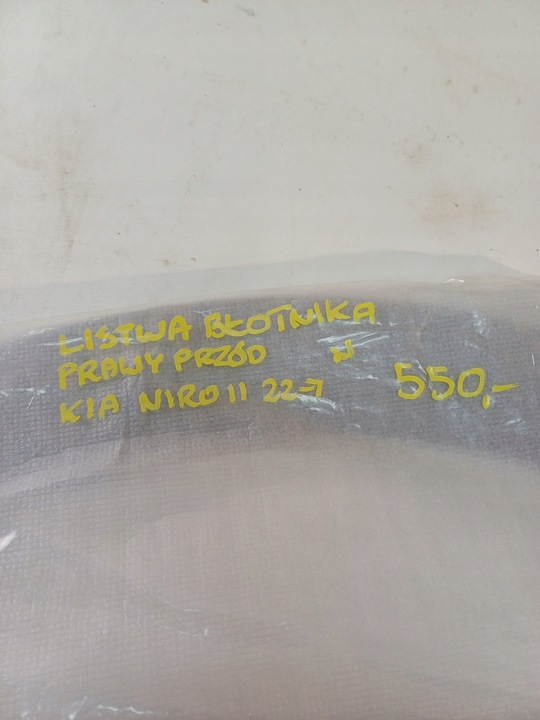 LISTWA BŁOTNIKA
PRAWY PRZÓD N
KIA NIRO II 22-> 550,-